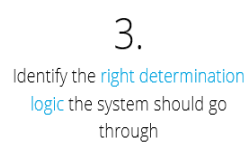 3.
Identify the right determination
logic the system should go
through